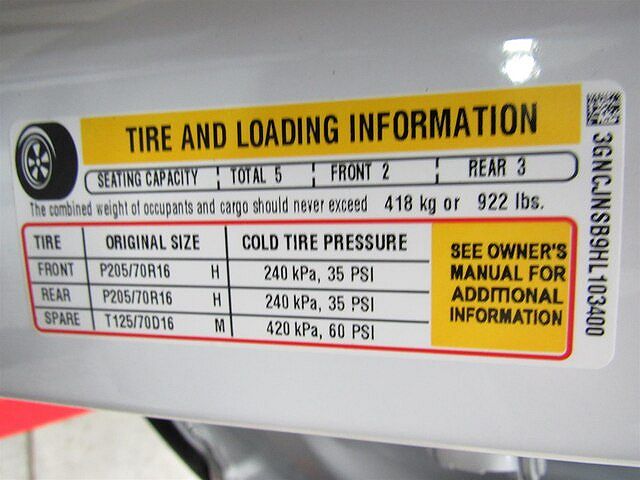 TIRE AND LOADING INFORMATION
SEATING CAPACITY TOTAL 5 FRONT 2 REAR 3
The combined weight of occupants and cargo should never exceed 418 kg or 922 lbs.
TIRE ORIGINAL SIZE COLD TIRE PRESSURE
FRONT P205/70R16 H 240 kPa, 35 PSI
REAR P205/70R16 H 240 kPa, 35 PSI
SPARE T125/70D16 M 420 kPa, 60 PSI
SEE OWNER'S
MANUAL FOR
ADDITIONAL
INFORMATION
3GNCJNSB9HL103400